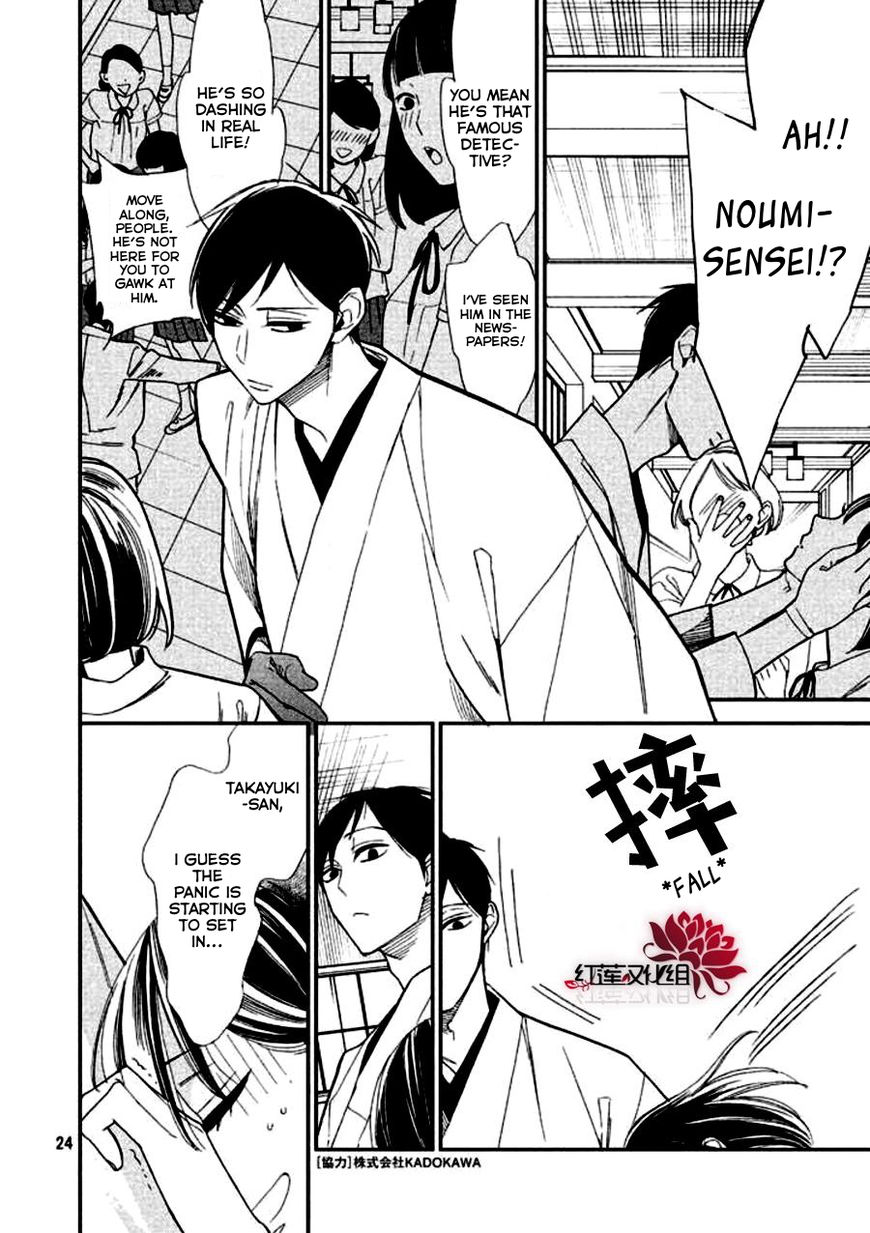 AH!!
NOUMI-
SENSEI!?
YOU MEAN
HE'S THAT
FAMOUS
DETEC-
TIVE?
I'VE SEEN
HIM IN THE
NEWS-
PAPERS!
HE'S SO
DASHING
IN REAL
LIFE!
MOVE
ALONG,
PEOPLE.
HE'S NOT
HERE FOR
YOU TO
GAWK AT
HIM.
摔
*FALL*
红莲汉化组
TAKAYUKI
-SAN,
I GUESS
THE
PANIC IS
STARTING
TO SET
IN...
24
[協力]株式会社KADOKAWA